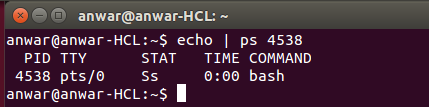 anwar@anwar-HCL: ~
anwar@anwar-HCL:~$ echo | ps 4538
  PID TTY      STAT   TIME COMMAND
 4538 pts/0    Ss     0:00 bash
anwar@anwar-HCL:~$